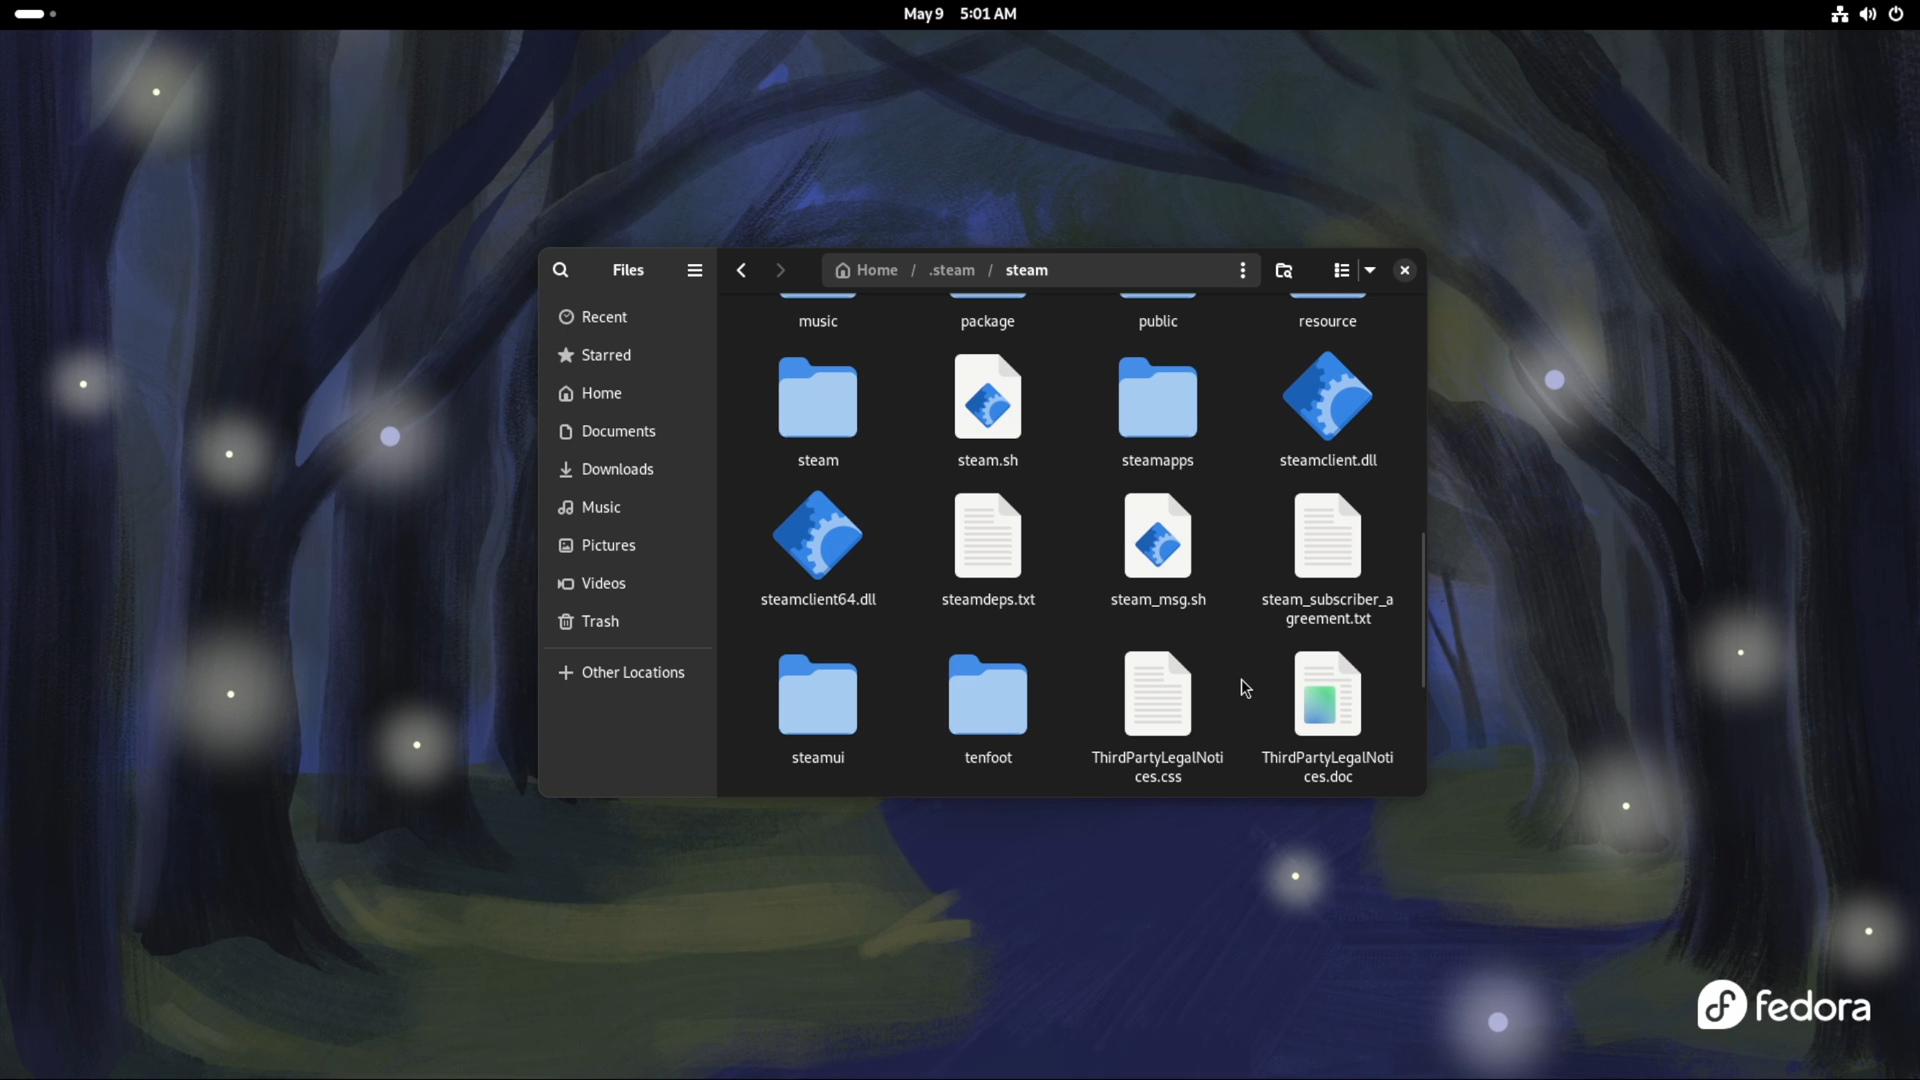 May 9 5:01 AM
Files
Home / .steam / steam
Recent
Starred
Home
Documents
Downloads
Music
Pictures
Videos
Trash
Other Locations
music package public resource
steam steam.sh steamapps steamclient.dll
steamclient64.dll steamdeps.txt steam_msg.sh steam_subscriber_a
greement.txt
steamui tenfoot ThirdPartyLegalNoti ThirdPartyLegalNoti
ces.css ces.doc
fedora